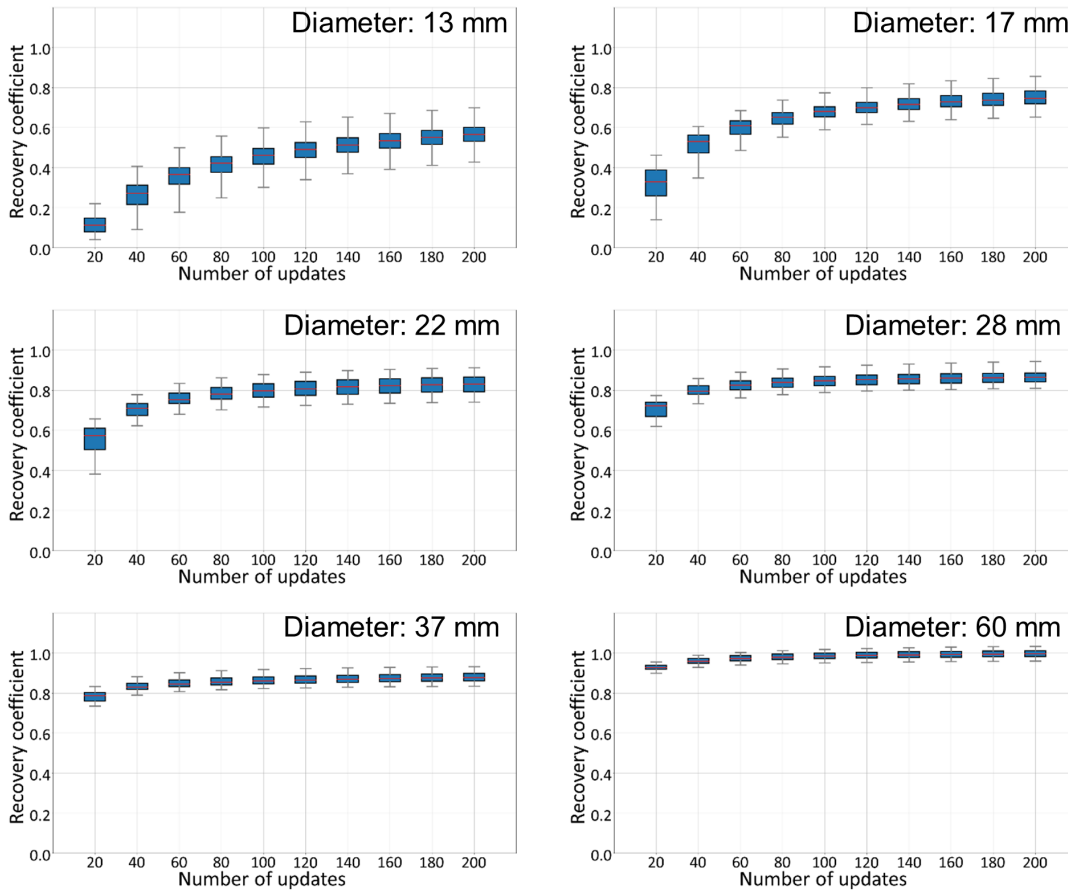 Diameter: 13 mm
Recovery coefficient
1.0
0.8
0.6
0.4
0.2
0.0
20 40 60 80 100 120 140 160 180 200
Number of updates
Diameter: 17 mm
Recovery coefficient
1.0
0.8
0.6
0.4
0.2
0.0
20 40 60 80 100 120 140 160 180 200
Number of updates
Diameter: 22 mm
Recovery coefficient
1.0
0.8
0.6
0.4
0.2
0.0
20 40 60 80 100 120 140 160 180 200
Number of updates
Diameter: 28 mm
Recovery coefficient
1.0
0.8
0.6
0.4
0.2
0.0
20 40 60 80 100 120 140 160 180 200
Number of updates
Diameter: 37 mm
Recovery coefficient
1.0
0.8
0.6
0.4
0.2
0.0
20 40 60 80 100 120 140 160 180 200
Number of updates
Diameter: 60 mm
Recovery coefficient
1.0
0.8
0.6
0.4
0.2
0.0
20 40 60 80 100 120 140 160 180 200
Number of updates